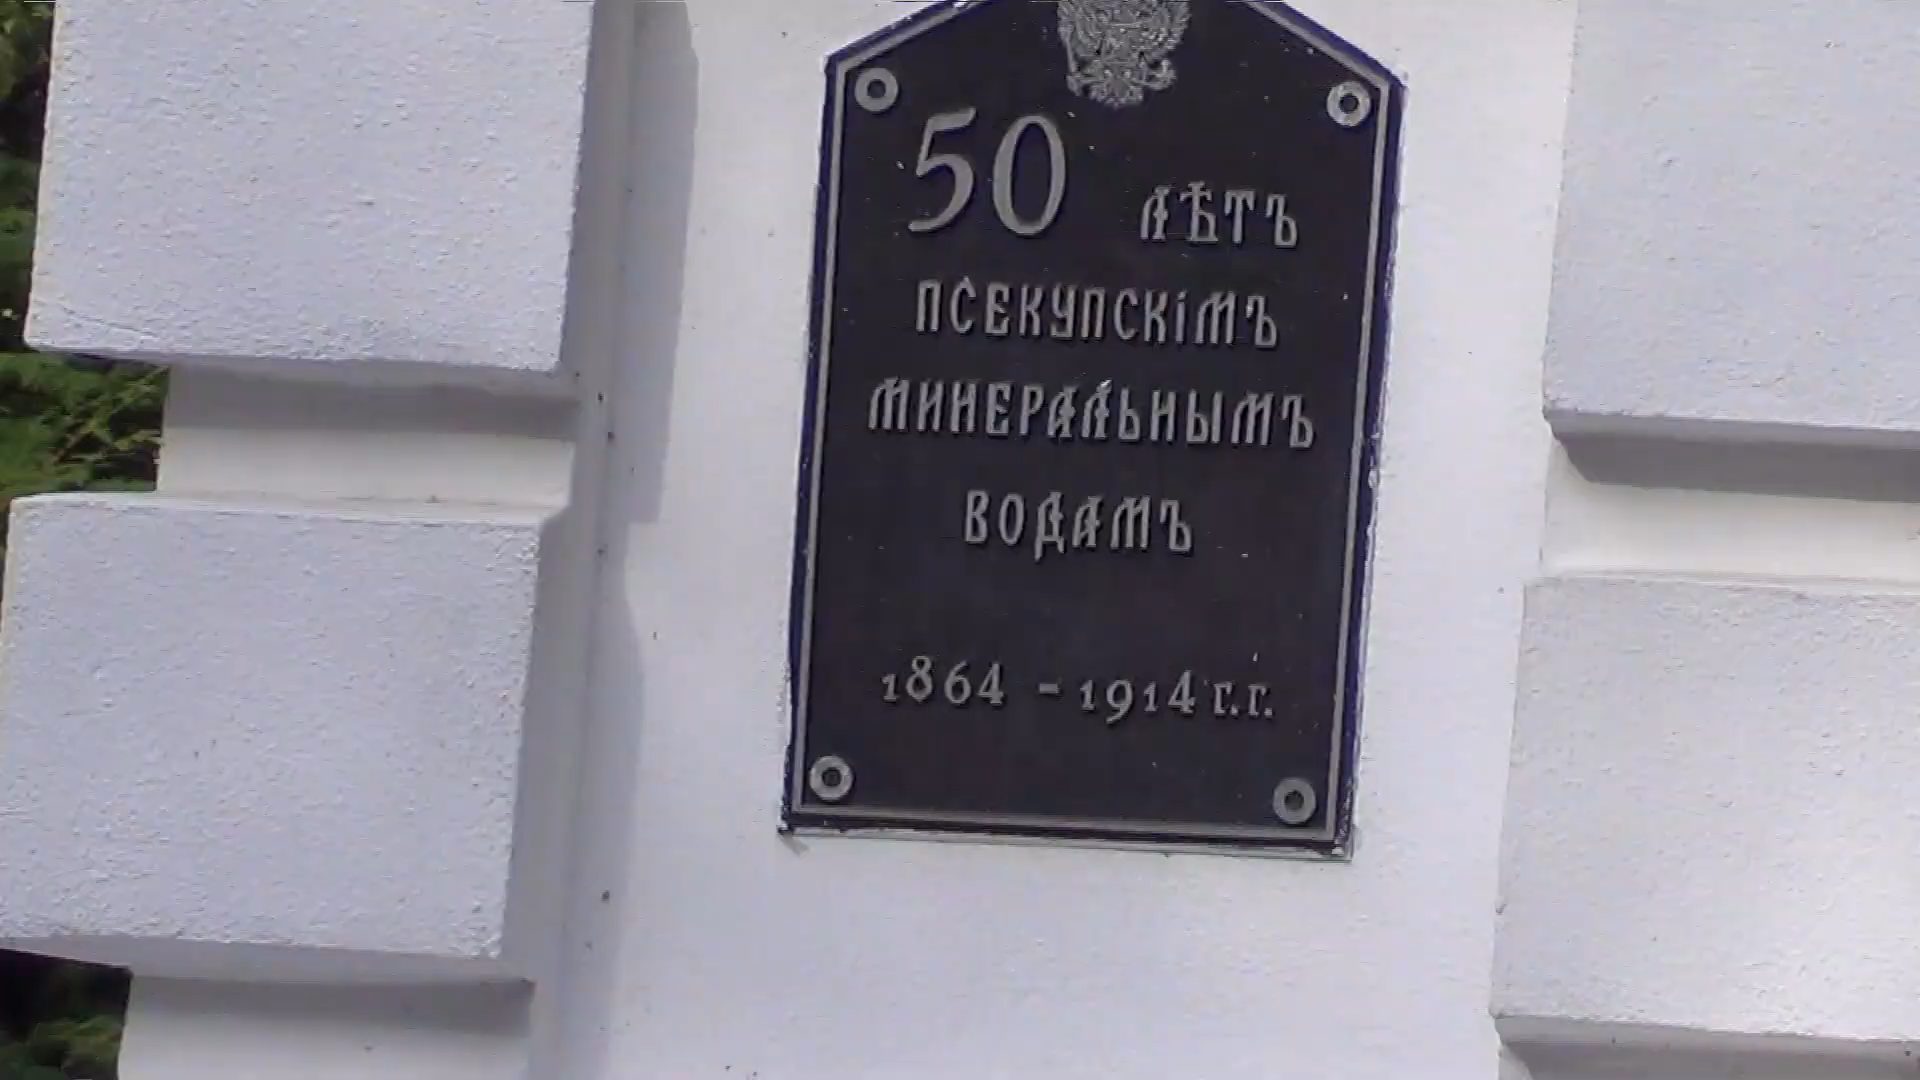 50 лѣтъ
псекупскімъ
минеральнымъ
водамъ
1864 - 1914 г.г.